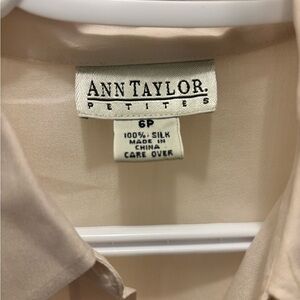 ANN TAYLOR.
PETITES
6P
100% SILK
MADE IN
CHINA
CARE OVER